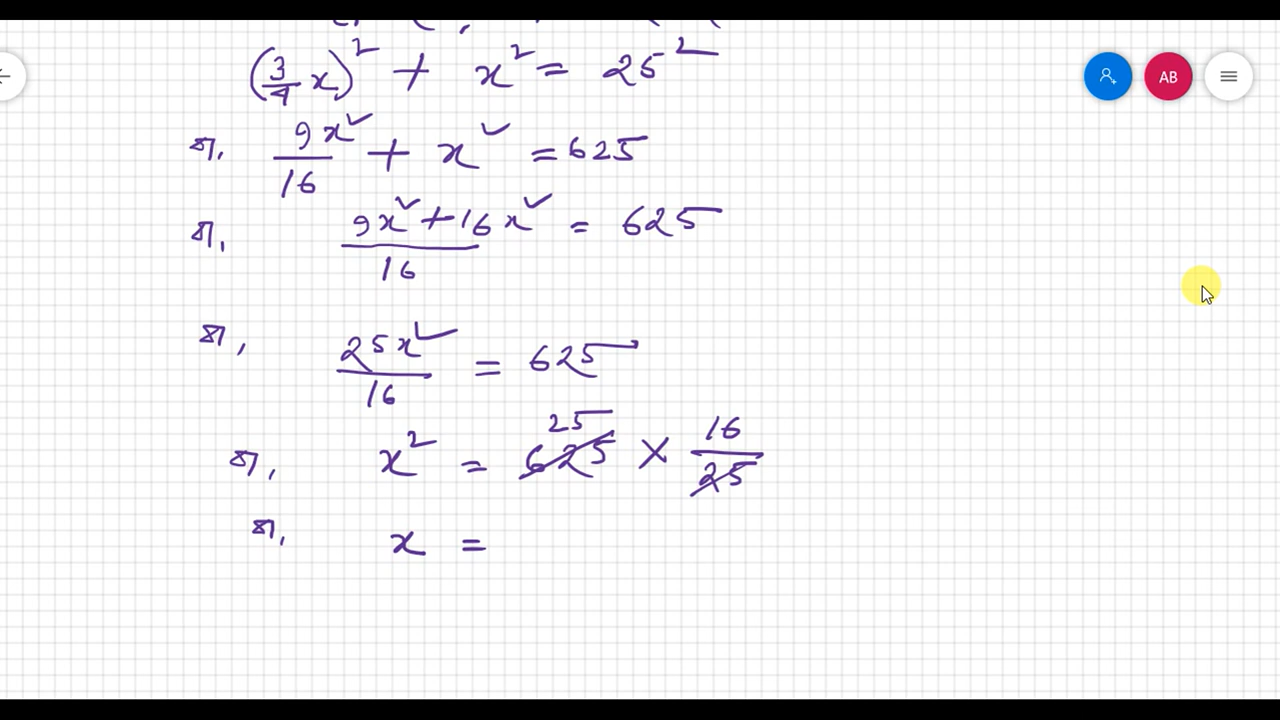 (3/4 x)² + x² = 25²
বা, 9x²/16 + x² = 625
বা, 9x² + 16x² / 16 = 625
বা, 25x²/16 = 625
বা, x² = 625 25 × 16/25
বা, x =
AB